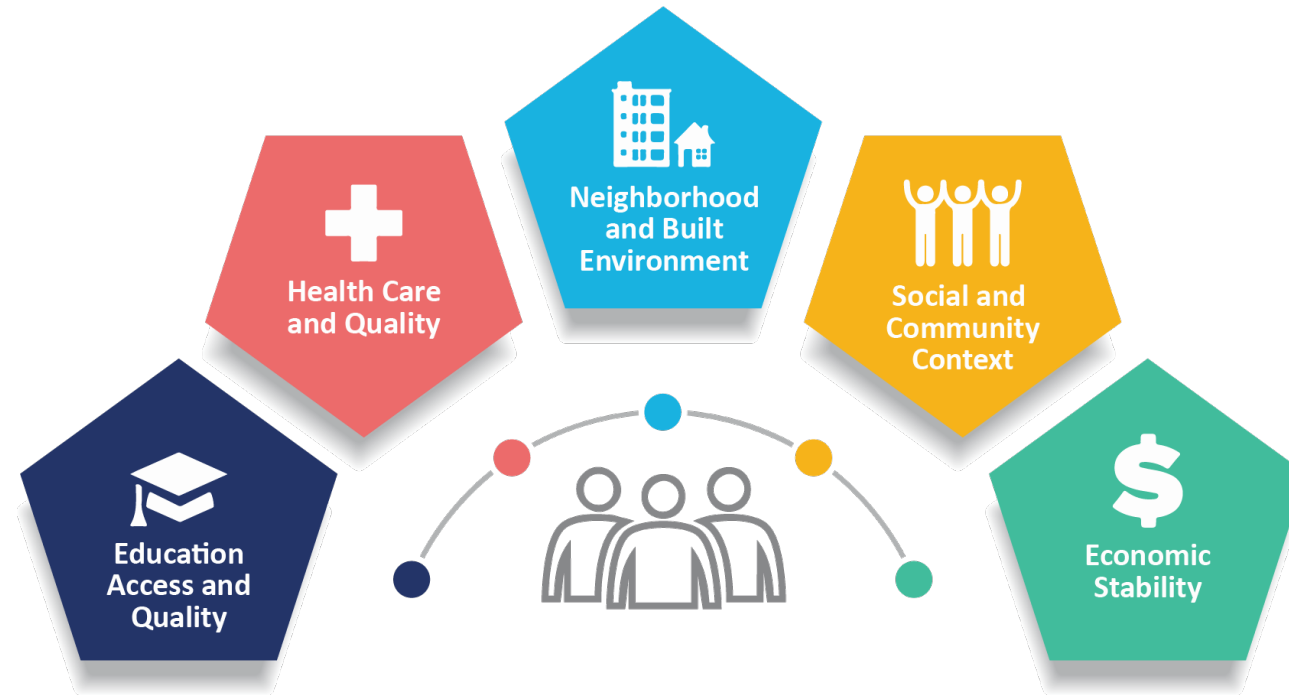 Education
Access and
Quality
Health Care
and Quality
Neighborhood
and Built
Environment
Social and
Community
Context
$
Economic
Stability